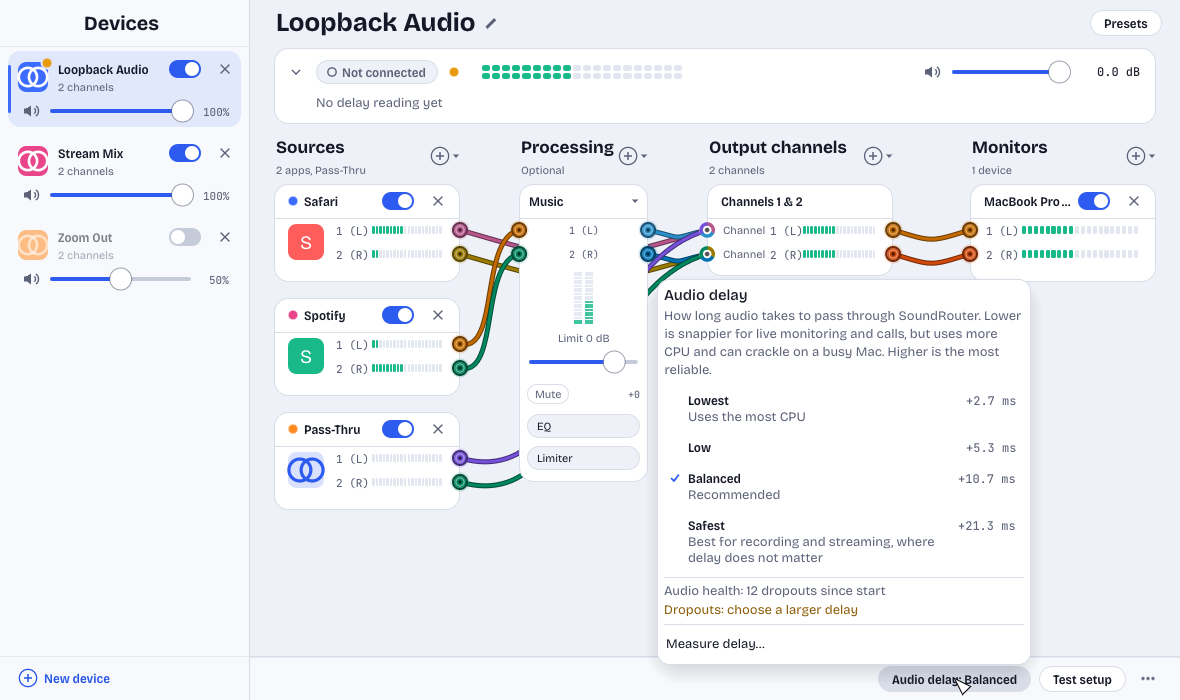 Devices
Loopback Audio
2 channels
100%
Stream Mix
2 channels
100%
Zoom Out
2 channels
50%
New device
Loopback Audio
Presets
Not connected
0.0 dB
No delay reading yet
Sources
2 apps, Pass-Thru
Safari
S
1 (L)
2 (R)
Spotify
S
1 (L)
2 (R)
Pass-Thru
1 (L)
2 (R)
Processing
Optional
Music
1 (L)
2 (R)
Limit 0 dB
Mute
+0
EQ
Limiter
Output channels
2 channels
Channels 1 & 2
Channel 1 (L)
Channel 2 (R)
Monitors
1 device
MacBook Pro...
1 (L)
2 (R)
Audio delay
How long audio takes to pass through SoundRouter. Lower
is snappier for live monitoring and calls, but uses more
CPU and can crackle on a busy Mac. Higher is the most
reliable.
Lowest
+2.7 ms
Uses the most CPU
Low
+5.3 ms
Balanced
+10.7 ms
Recommended
Safest
+21.3 ms
Best for recording and streaming, where
delay does not matter
Audio health: 12 dropouts since start
Dropouts: choose a larger delay
Measure delay...
Audio delay: Balanced
Test setup